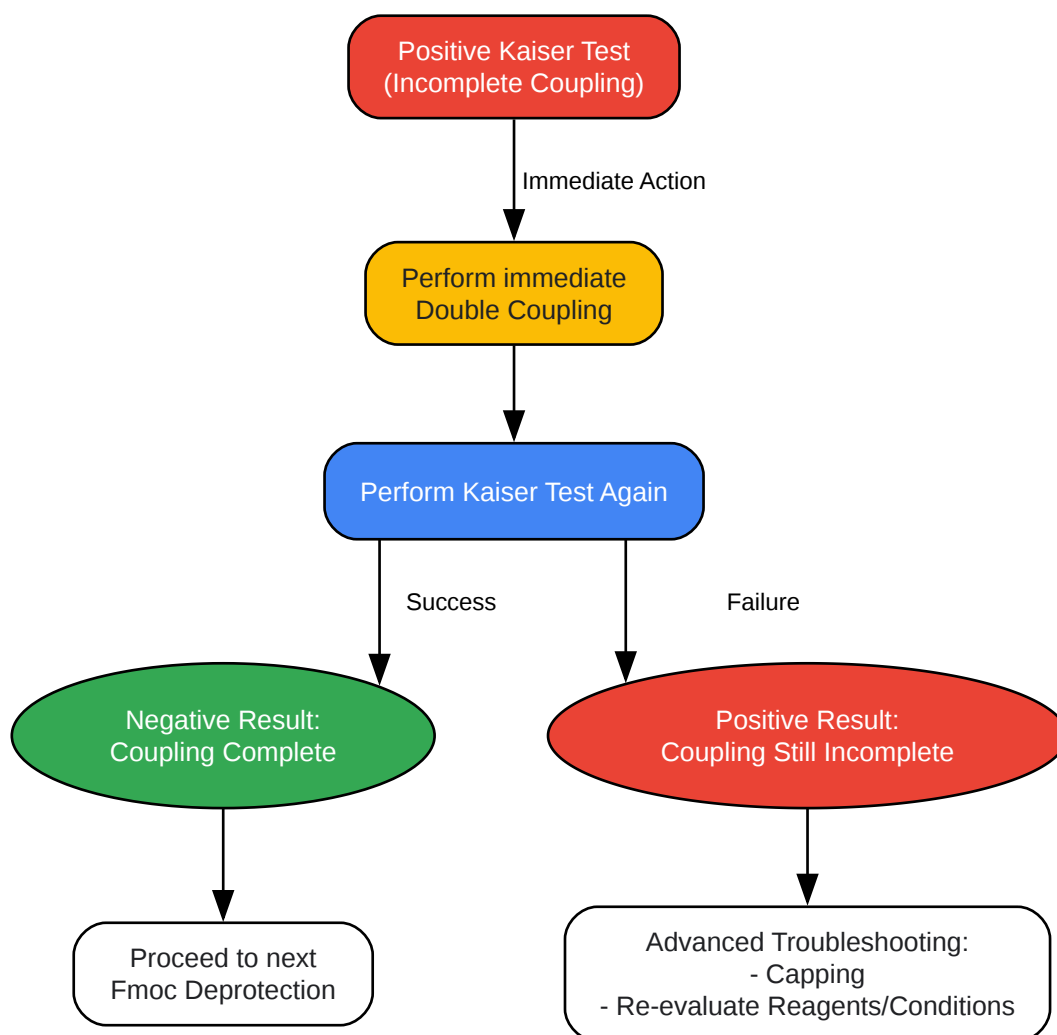 Positive Kaiser Test
(Incomplete Coupling)
Immediate Action
Perform immediate
Double Coupling
Perform Kaiser Test Again
Success
Failure
Negative Result:
Coupling Complete
Positive Result:
Coupling Still Incomplete
Proceed to next
Fmoc Deprotection
Advanced Troubleshooting:
- Capping
- Re-evaluate Reagents/Conditions